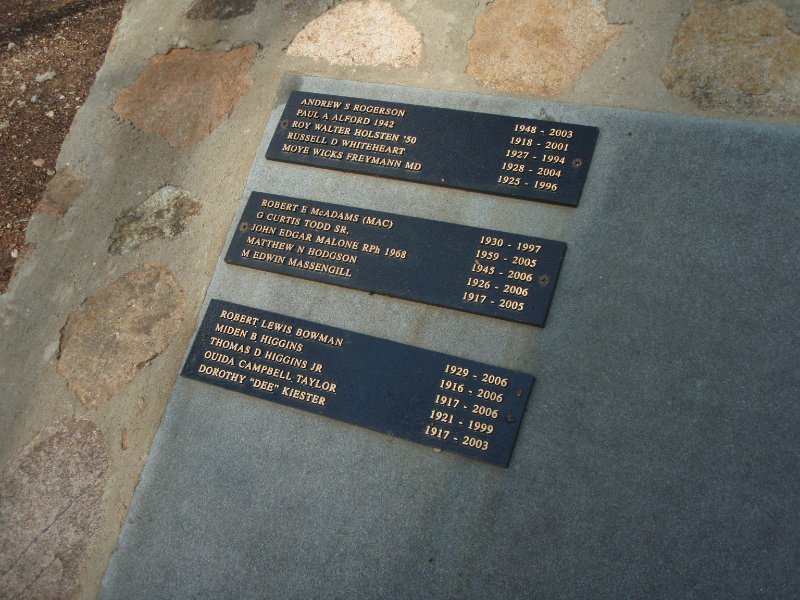 ANDREW S ROGERSON 1948 - 2003
PAUL A ALFORD 1942 1918 - 2001
ROY WALTER HOLSTEN '50 1927 - 1994
RUSSELL D WHITEHEART 1928 - 2004
MOYE WICKS FREYMANN MD 1925 - 1996
ROBERT E McADAMS (MAC) 1930 - 1997
G CURTIS TODD SR. 1959 - 2005
JOHN EDGAR MALONE RPh 1968 1945 - 2006
MATTHEW N HODGSON 1926 - 2006
M EDWIN MASSENGILL 1917 - 2005
ROBERT LEWIS BOWMAN 1929 - 2006
MIDEN B HIGGINS 1916 - 2006
THOMAS D HIGGINS JR 1917 - 2006
OUIDA CAMPBELL TAYLOR 1921 - 1999
DOROTHY "DEE" KIESTER 1917 - 2003